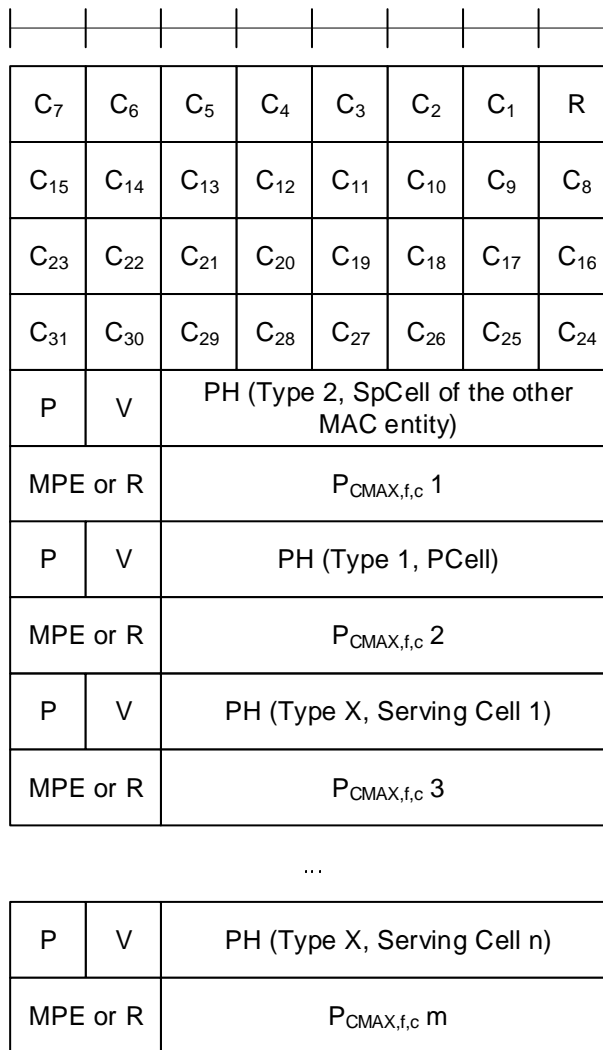 C7 C6 C5 C4 C3 C2 C1 R
C15 C14 C13 C12 C11 C10 C9 C8
C23 C22 C21 C20 C19 C18 C17 C16
C31 C30 C29 C28 C27 C26 C25 C24
P V PH (Type 2, SpCell of the other
MAC entity)
MPE or R PCMAX,f,c 1
P V PH (Type 1, PCell)
MPE or R PCMAX,f,c 2
P V PH (Type X, Serving Cell 1)
MPE or R PCMAX,f,c 3
...
P V PH (Type X, Serving Cell n)
MPE or R PCMAX,f,c m